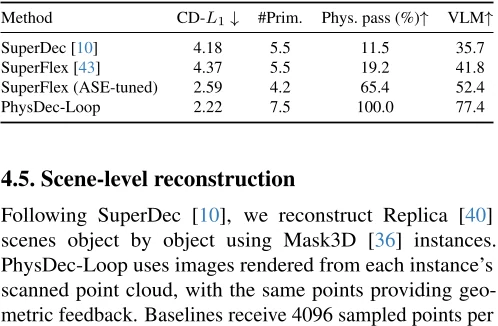 Method CD-L₁ ↓ #Prim. Phys. pass (%)↑ VLM↑
SuperDec [10] 4.18 5.5 11.5 35.7
SuperFlex [43] 4.37 5.5 19.2 41.8
SuperFlex (ASE-tuned) 2.59 4.2 65.4 52.4
PhysDec-Loop 2.22 7.5 100.0 77.4
4.5. Scene-level reconstruction
Following SuperDec [10], we reconstruct Replica [40]
scenes object by object using Mask3D [36] instances.
PhysDec-Loop uses images rendered from each instance's
scanned point cloud, with the same points providing geo-
metric feedback. Baselines receive 4096 sampled points per